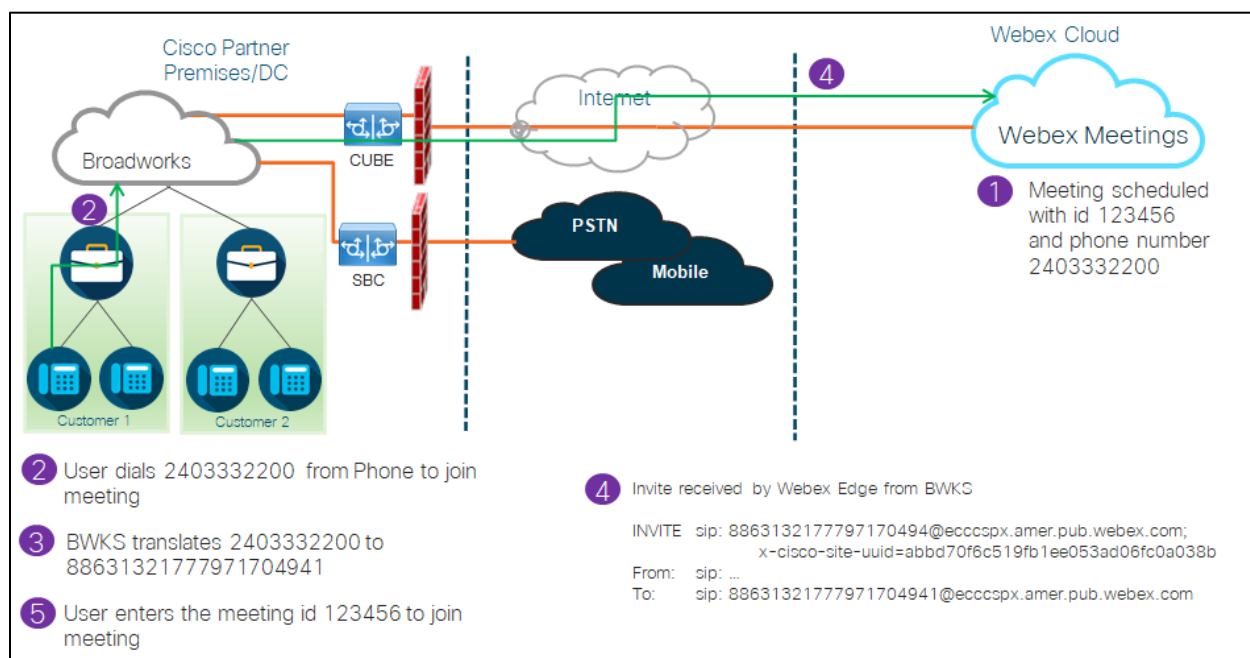 Cisco Partner
Premises/DC
Webex Cloud
4
Internet
CUBE
Broadworks
Webex Meetings
2
1 Meeting scheduled
with id 123456
and phone number
2403332200
PSTN
SBC
Mobile
Customer 1
Customer 2
2 User dials 2403332200 from Phone to join
meeting
3 BWKS translates 2403332200 to
88631321777971704941
5 User enters the meeting id 123456 to join
meeting
4 Invite received by Webex Edge from BWKS
INVITE sip: 8863132177797170494@ecccspx.amer.pub.webex.com;
x-cisco-site-uuid=abbd70f6c519fb1ee053ad06fc0a038b
From: sip: ...
To: sip: 88631321777971704941@ecccspx.amer.pub.webex.com